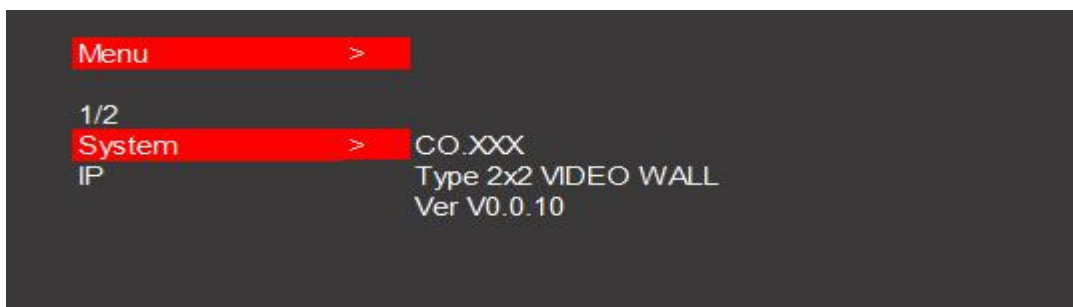 Menu >
1/2
System > CO.XXX
IP Type 2x2 VIDEO WALL
Ver V0.0.10